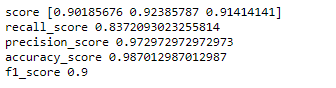 score [0.90185676 0.92385787 0.91414141]
recall_score 0.8372093023255814
precision_score 0.972972972972973
accuracy_score 0.987012987012987
f1_score 0.9